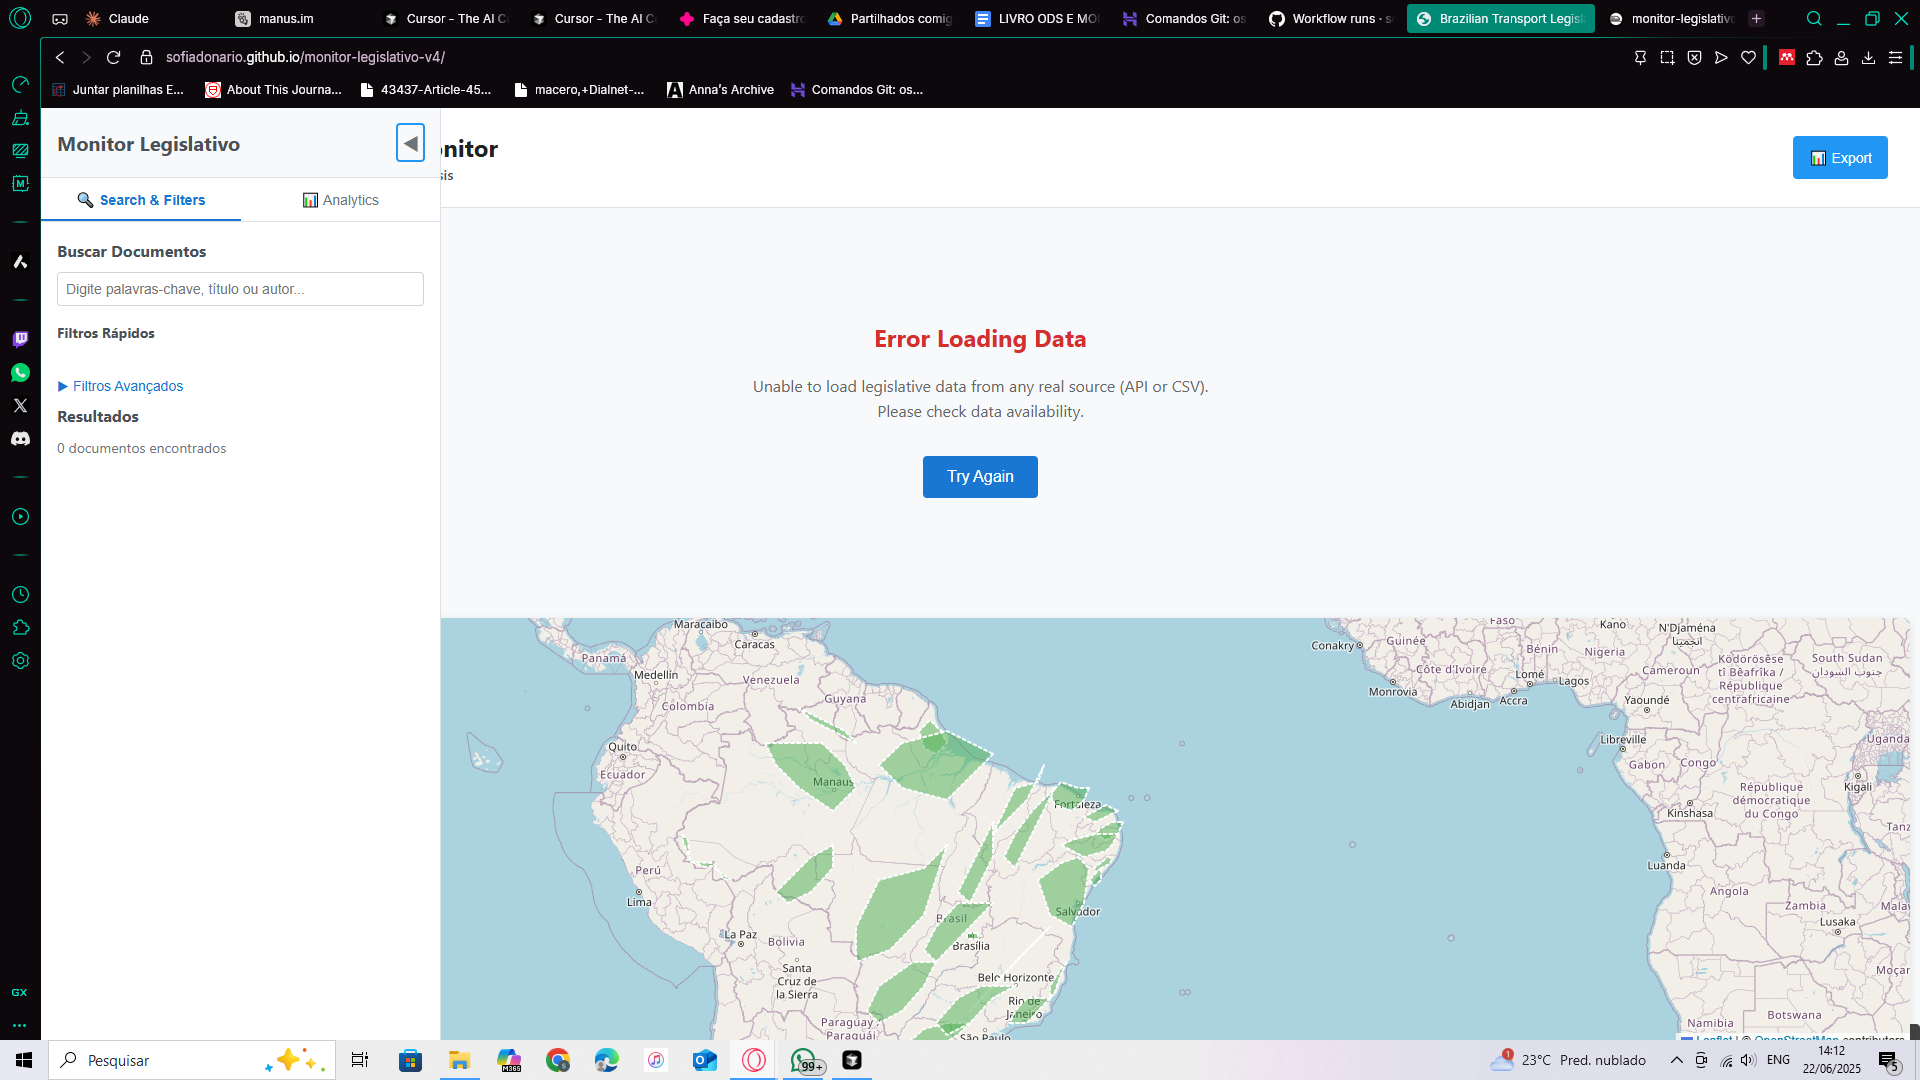 Claude
manus.im
Cursor - The AI Co
Cursor - The AI Co
Faça seu cadastro
Partilhados comig
LIVRO ODS E MO
Comandos Git: os
Workflow runs · s
Brazilian Transport Legisl
monitor-legislativ
sofiadonario.github.io/monitor-legislativo-v4/
Juntar planilhas E...
About This Journa...
43437-Article-45...
macero,+Dialnet-...
Anna's Archive
Comandos Git: os...
Monitor Legislativo
◀
onitor
sis
📊 Export
🔍 Search & Filters
📊 Analytics
Buscar Documentos
Digite palavras-chave, título ou autor...
Filtros Rápidos
▶ Filtros Avançados
Resultados
0 documentos encontrados
Error Loading Data
Unable to load legislative data from any real source (API or CSV).
Please check data availability.
Try Again
Maracaibo
Caracas
Panamá
Medellín
Venezuela
Guyana
Colombia
Quito
Ecuador
Manaus
Fortaleza
Perú
Lima
Brasil
Salvador
La Paz
Bolivia
Brasília
Santa
Cruz de
la Sierra
Belo Horizonte
Rio de
Janeiro
Paraguay
Paraguái
São Paulo
Conakry
Guinée
Faso
Kano
N'Djaména
انجمينا
Bénin
Nigeria
Côte d'Ivoire
Lomé
Cameroun
Ködörösêse
tî Bêafrîka /
République
centrafricaine
South Sudan
جنوب السودان
Monrovia
Abidjan
Accra
Lagos
Yaoundé
Libreville
Gabon
Congo
Uganda
Kigali
République
démocratique
du Congo
Kinshasa
Tanz
Luanda
Angola
Zambia
Malaw
Lusaka
Moçar
Namibia
Botswana
Leaflet | © OpenStreetMap contributors
GX
Pesquisar
M365
99+
1
23°C Pred. nublado
ENG
14:12
22/06/2025
5